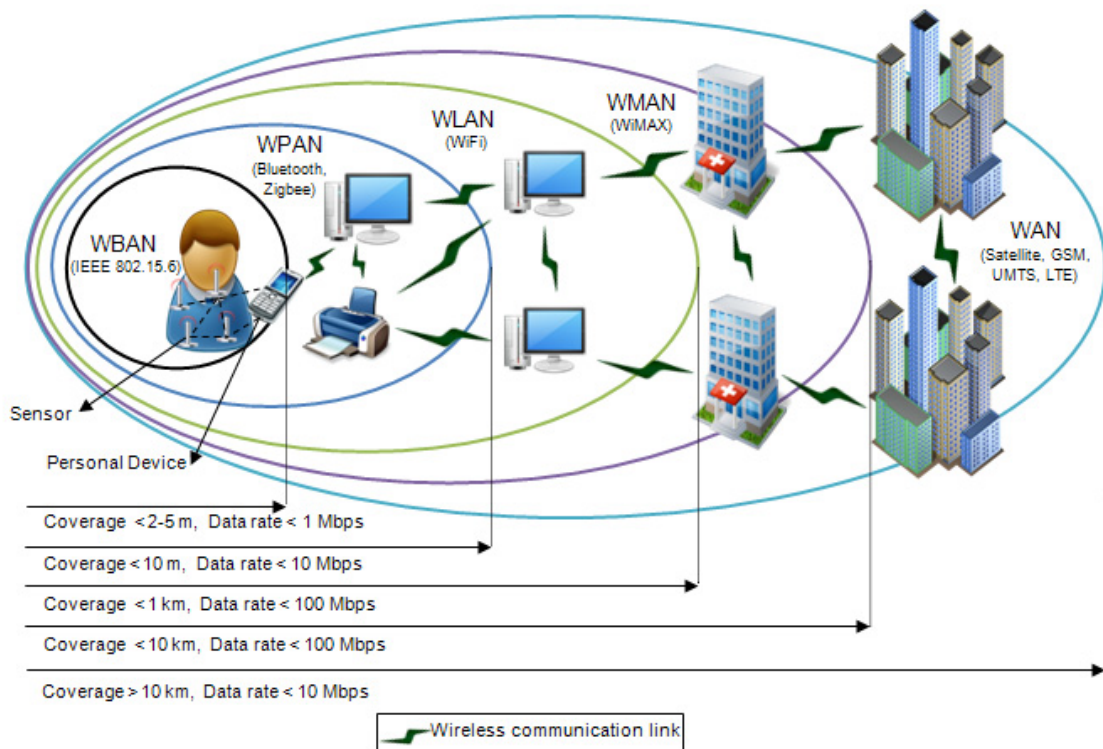 WMAN
(WiMAX)
WLAN
(WiFi)
WPAN
(Bluetooth,
Zigbee)
WBAN
(IEEE 802.15.6)
WAN
(Satellite, GSM,
UMTS, LTE)
Sensor
Personal Device
Coverage <2-5 m, Data rate < 1 Mbps
Coverage <10 m, Data rate < 10 Mbps
Coverage <1 km, Data rate < 100 Mbps
Coverage <10 km, Data rate < 100 Mbps
Coverage > 10 km, Data rate < 10 Mbps
Wireless communication link